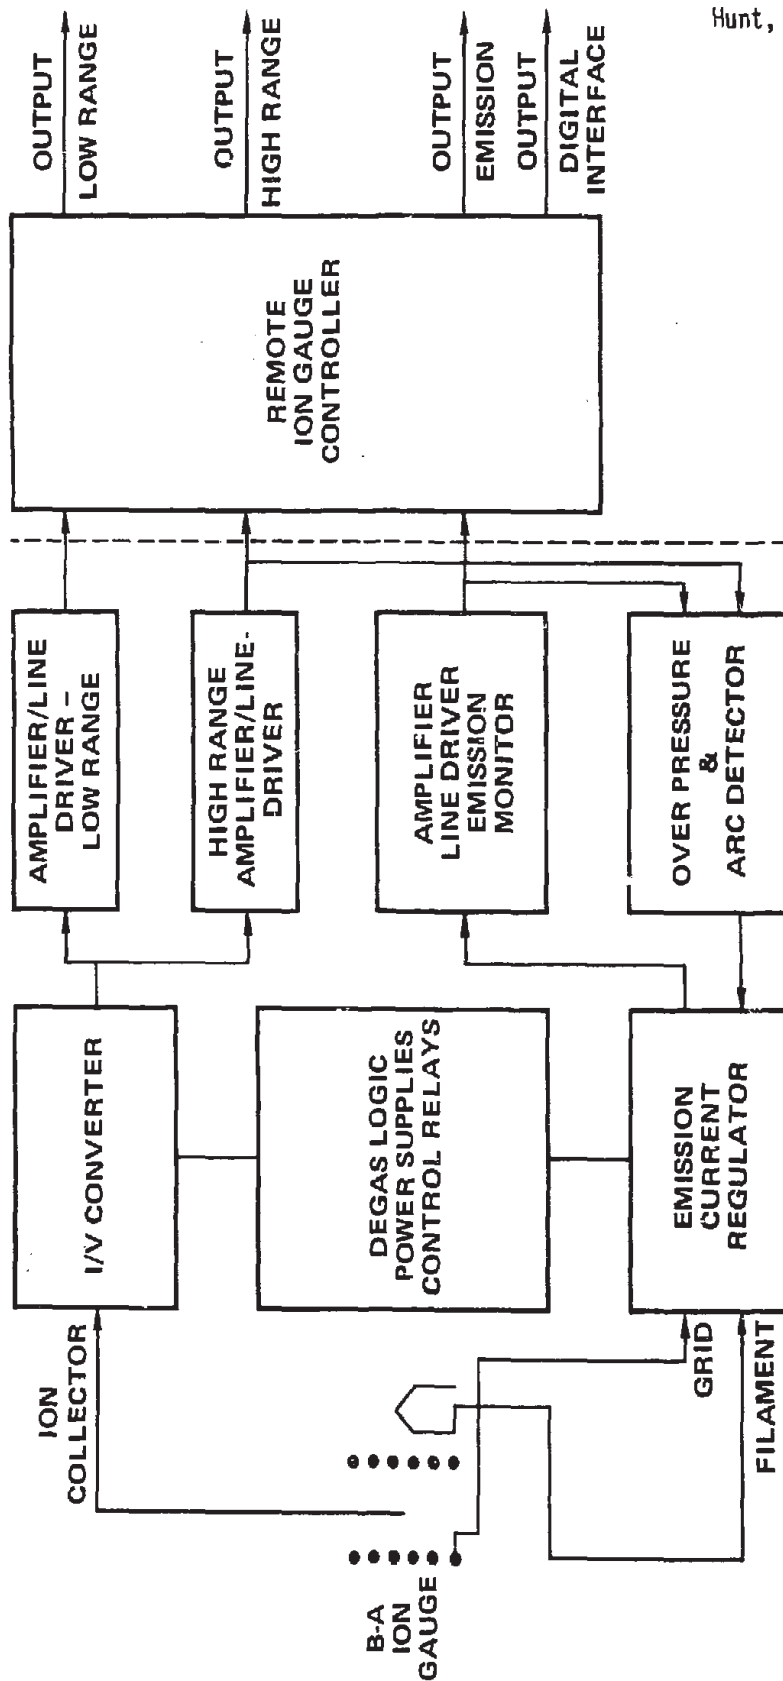 Hunt,
B-A
ION
GAUGE
ION
COLLECTOR
GRID
FILAMENT
I/V CONVERTER
DEGAS LOGIC
POWER SUPPLIES
CONTROL RELAYS
EMISSION
CURRENT
REGULATOR
AMPLIFIER/LINE
DRIVER –
LOW RANGE
HIGH RANGE
AMPLIFIER/LINE-
DRIVER
AMPLIFIER
LINE DRIVER
EMISSION
MONITOR
OVER PRESSURE
&
ARC DETECTOR
REMOTE
ION GAUGE
CONTROLLER
OUTPUT
LOW RANGE
OUTPUT
HIGH RANGE
OUTPUT
EMISSION
OUTPUT
DIGITAL
INTERFACE